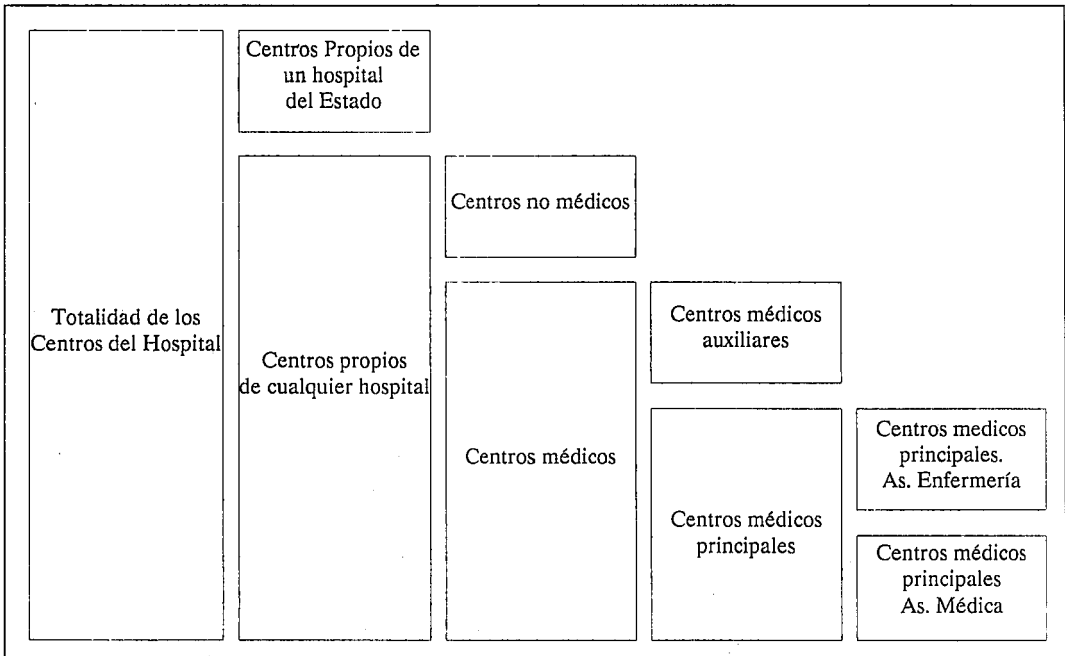 Centros Propios de
un hospital
del Estado
Centros no médicos
Totalidad de los
Centros del Hospital
Centros propios
de cualquier hospital
Centros médicos
auxiliares
Centros médicos
Centros médicos
principales
Centros medicos
principales.
As. Enfermería
Centros médicos
principales
As. Médica